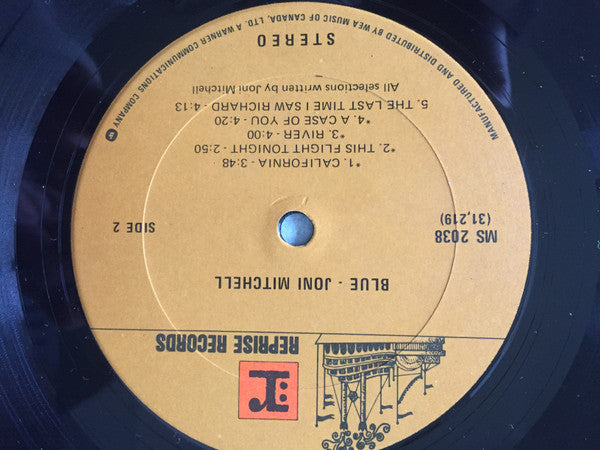 r:
REPRISE RECORDS
BLUE - JONI MITCHELL
MS 2038
(31,219)
SIDE 2
*1. CALIFORNIA - 3:48
*2. THIS FLIGHT TONIGHT - 2:50
*3. RIVER - 4:00
*4. A CASE OF YOU - 4:20
5. THE LAST TIME I SAW RICHARD - 4:13
All selections written by Joni Mitchell
STEREO
MANUFACTURED AND DISTRIBUTED BY WEA MUSIC OF CANADA, LTD. A WARNER COMMUNICATIONS COMPANY